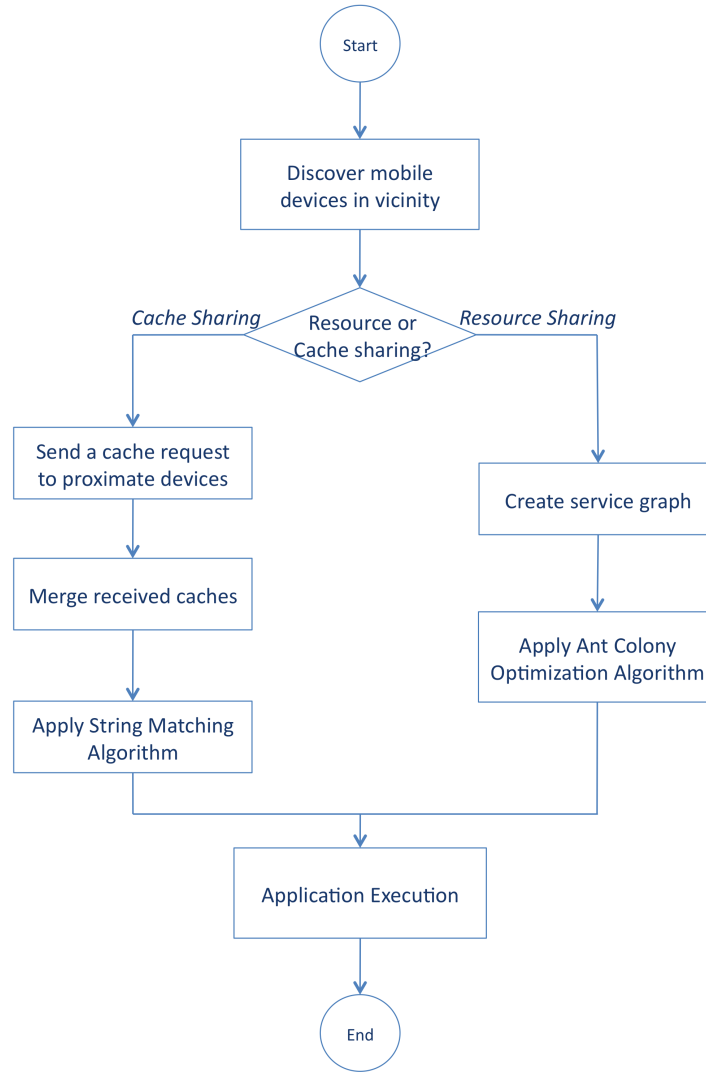 Start
Discover mobile
devices in vicinity
Cache Sharing
Resource or
Cache sharing?
Resource Sharing
Send a cache request
to proximate devices
Merge received caches
Apply String Matching
Algorithm
Create service graph
Apply Ant Colony
Optimization Algorithm
Application Execution
End